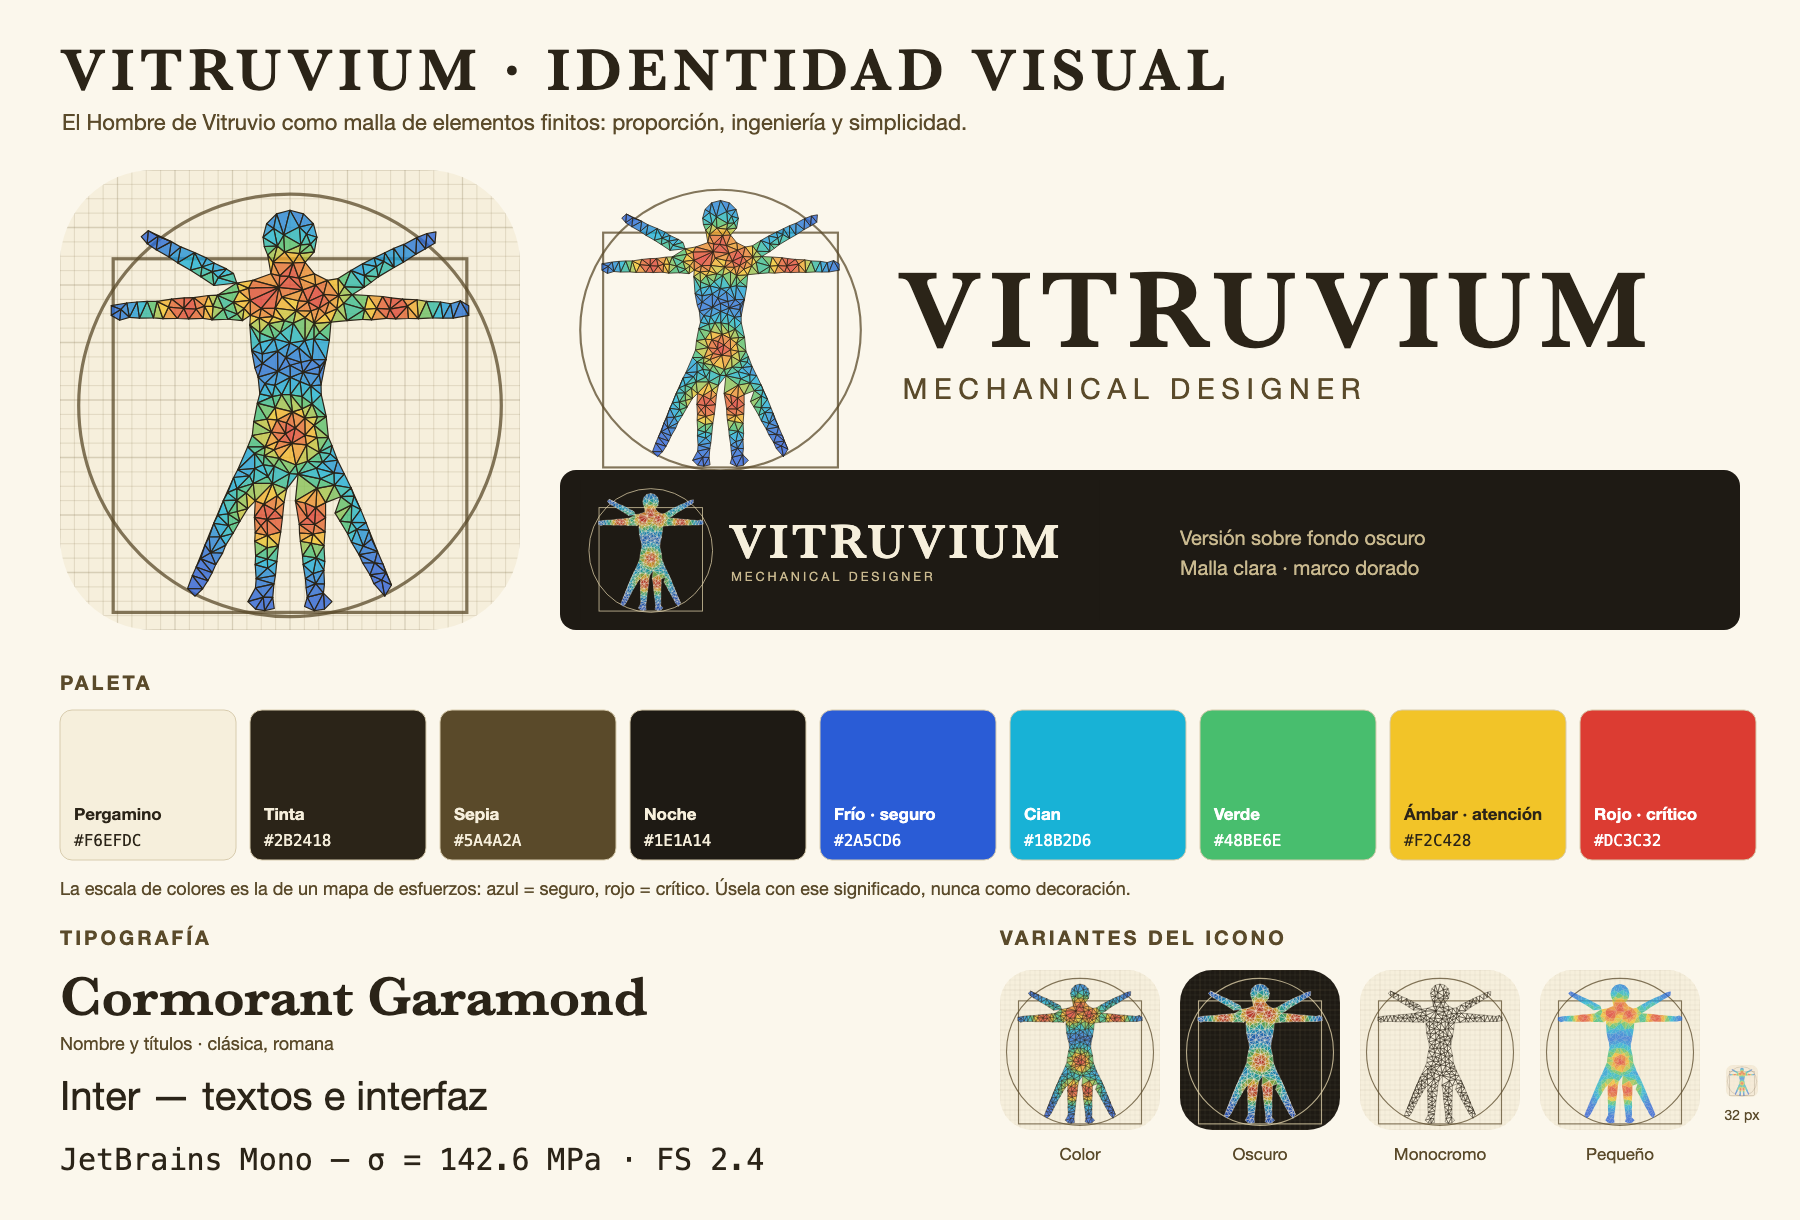 VITRUVIUM · IDENTIDAD VISUAL
El Hombre de Vitruvio como malla de elementos finitos: proporción, ingeniería y simplicidad.
VITRUVIUM
MECHANICAL DESIGNER
VITRUVIUM
MECHANICAL DESIGNER
Versión sobre fondo oscuro
Malla clara · marco dorado
PALETA
Pergamino
#F6EFDC
Tinta
#2B2418
Sepia
#5A4A2A
Noche
#1E1A14
Frío · seguro
#2A5CD6
Cian
#18B2D6
Verde
#48BE6E
Ámbar · atención
#F2C428
Rojo · crítico
#DC3C32
La escala de colores es la de un mapa de esfuerzos: azul = seguro, rojo = crítico. Úsela con ese significado, nunca como decoración.
TIPOGRAFÍA
Cormorant Garamond
Nombre y títulos · clásica, romana
Inter — textos e interfaz
JetBrains Mono — σ = 142.6 MPa · FS 2.4
VARIANTES DEL ICONO
Color
Oscuro
Monocromo
Pequeño
32 px